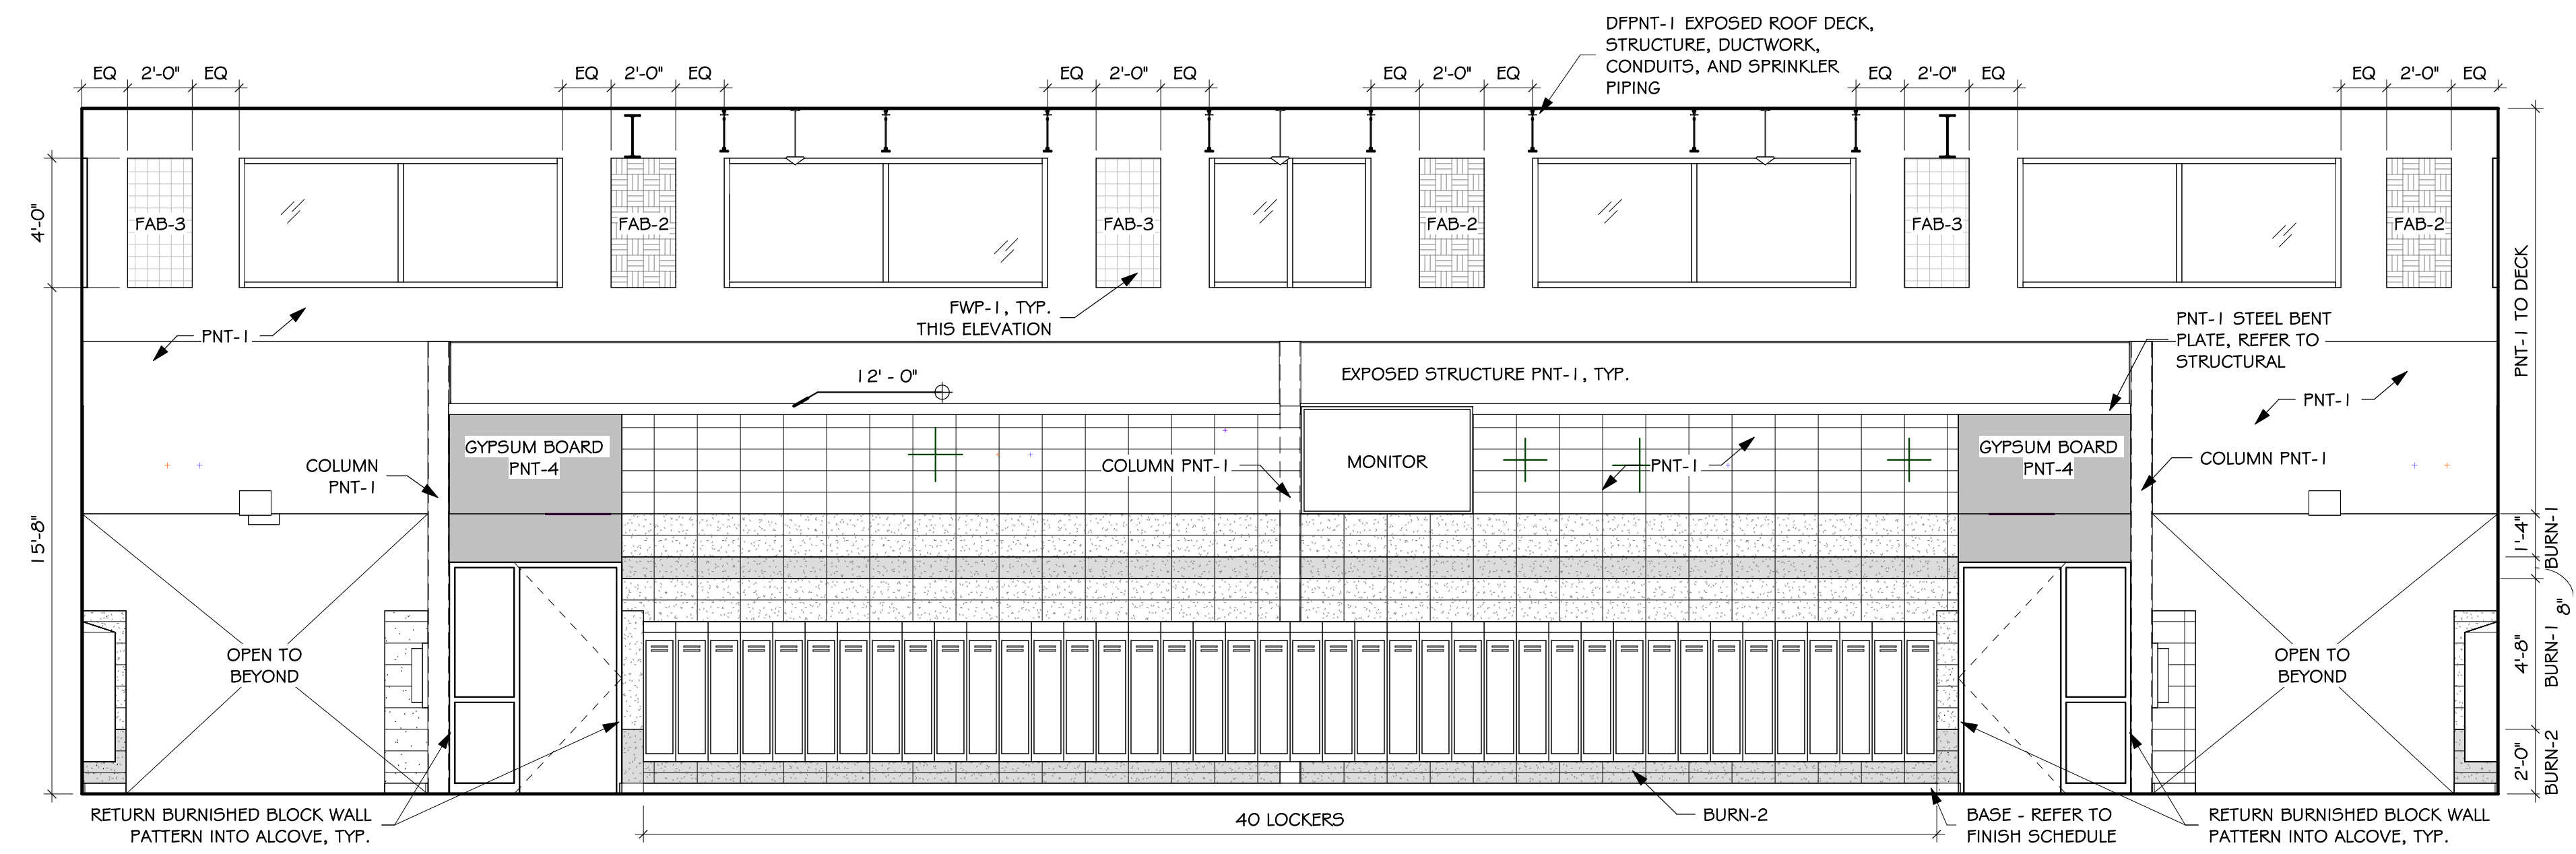 DFPNT-1 EXPOSED ROOF DECK,
STRUCTURE, DUCTWORK,
CONDUITS, AND SPRINKLER
PIPING
EQ 2'-0" EQ
EQ 2'-0" EQ
EQ 2'-0" EQ
EQ 2'-0" EQ
EQ 2'-0" EQ
EQ 2'-0" EQ
4'-0"
FAB-3
FAB-2
FAB-3
FAB-2
FAB-3
FAB-2
PNT-1 TO DECK
FWP-1, TYP.
THIS ELEVATION
PNT-1
PNT-1 STEEL BENT
PLATE, REFER TO
STRUCTURAL
12' - 0"
EXPOSED STRUCTURE PNT-1, TYP.
PNT-1
GYPSUM BOARD
PNT-4
COLUMN
PNT-1
COLUMN PNT-1
MONITOR
PNT-1
GYPSUM BOARD
PNT-4
COLUMN PNT-1
15'-8"
1'-4"
BURN-1
8"
4'-8"
BURN-1
2'-0"
BURN-2
OPEN TO
BEYOND
OPEN TO
BEYOND
RETURN BURNISHED BLOCK WALL
PATTERN INTO ALCOVE, TYP.
40 LOCKERS
BURN-2
BASE - REFER TO
FINISH SCHEDULE
RETURN BURNISHED BLOCK WALL
PATTERN INTO ALCOVE, TYP.